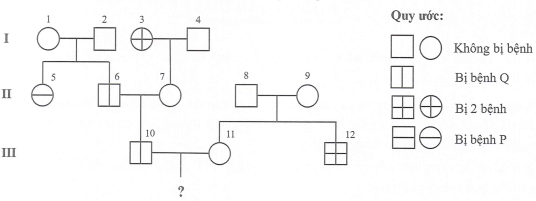 Quy ước:
1 2 3 4
I
Không bị bệnh
Bị bệnh Q
5 6 7 8 9
II
Bị 2 bệnh
10 11 12
III
Bị bệnh P
?